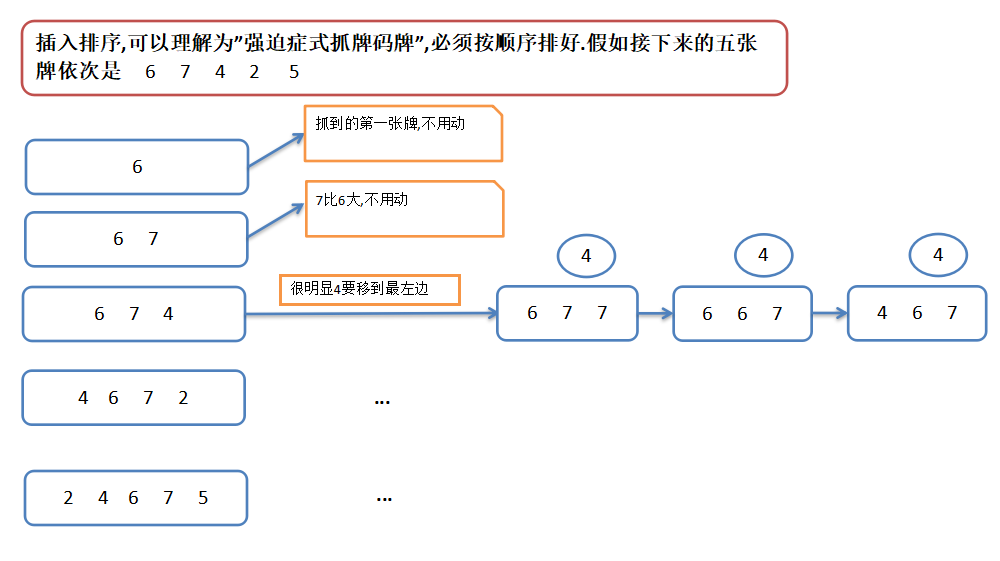 插入排序,可以理解为”强迫症式抓牌码牌”,必须按顺序排好.假如接下来的五张
牌依次是 6 7 4 2 5
抓到的第一张牌,不用动
6
7比6大,不用动
6 7
4 4 4
很明显4要移到最左边
6 7 4
6 7 7
6 6 7
4 6 7
4 6 7 2
...
2 4 6 7 5
...